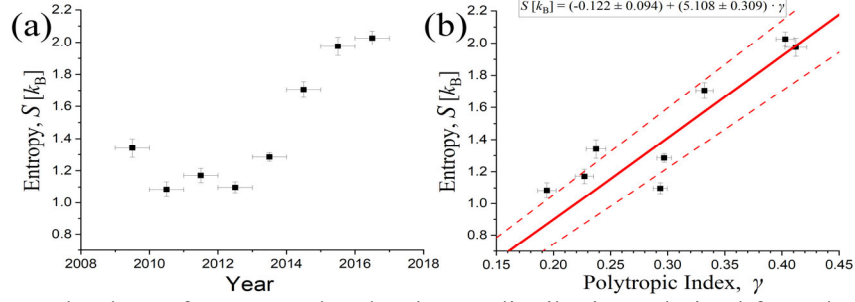 (a)
Entropy, S [kB]
2.2
2.0
1.8
1.6
1.4
1.2
1.0
0.8
2008 2010 2012 2014 2016 2018
Year
S [kB] = (-0.122 ± 0.094) + (5.108 ± 0.309) · γ
(b)
Entropy, S [kB]
2.2
2.0
1.8
1.6
1.4
1.2
1.0
0.8
0.15 0.20 0.25 0.30 0.35 0.40 0.45
Polytropic Index, γ